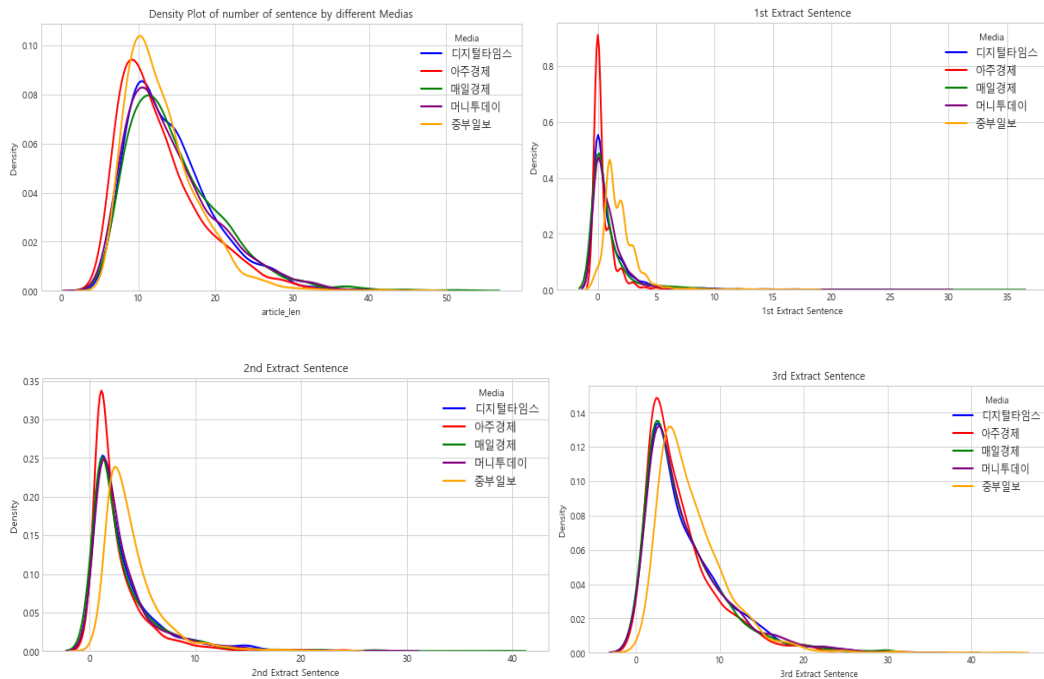 Density Plot of number of sentence by different Medias
Media
디지털타임스
아주경제
매일경제
머니투데이
중부일보
Density
0.10
0.08
0.06
0.04
0.02
0.00
0
10
20
30
40
50
article_len
1st Extract Sentence
Media
디지털타임스
아주경제
매일경제
머니투데이
중부일보
Density
0.8
0.6
0.4
0.2
0.0
0
5
10
15
20
25
30
35
1st Extract Sentence
2nd Extract Sentence
Media
디지털타임스
아주경제
매일경제
머니투데이
중부일보
Density
0.35
0.30
0.25
0.20
0.15
0.10
0.05
0.00
0
10
20
30
40
2nd Extract Sentence
3rd Extract Sentence
Media
디지털타임스
아주경제
매일경제
머니투데이
중부일보
Density
0.14
0.12
0.10
0.08
0.06
0.04
0.02
0.00
0
10
20
30
40
3rd Extract Sentence